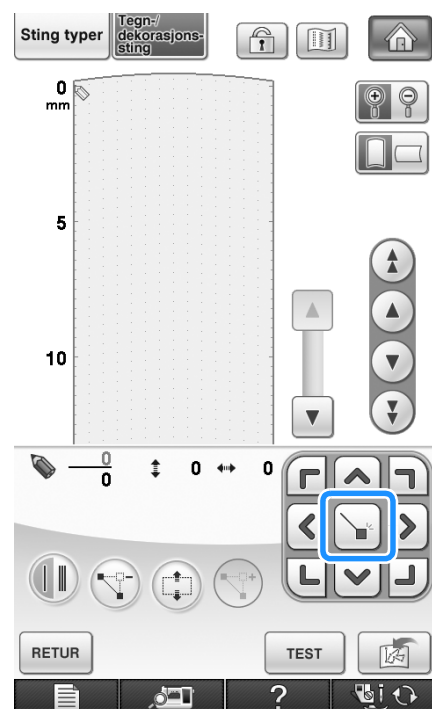 Sting typer
Tegn-/
dekorasjons-
sting
0
mm
5
10
0
0
0
0
RETUR
TEST
?